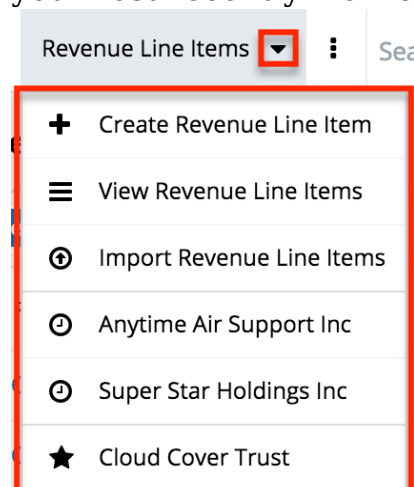 Revenue Line Items
Sea
Create Revenue Line Item
View Revenue Line Items
Import Revenue Line Items
Anytime Air Support Inc
Super Star Holdings Inc
Cloud Cover Trust